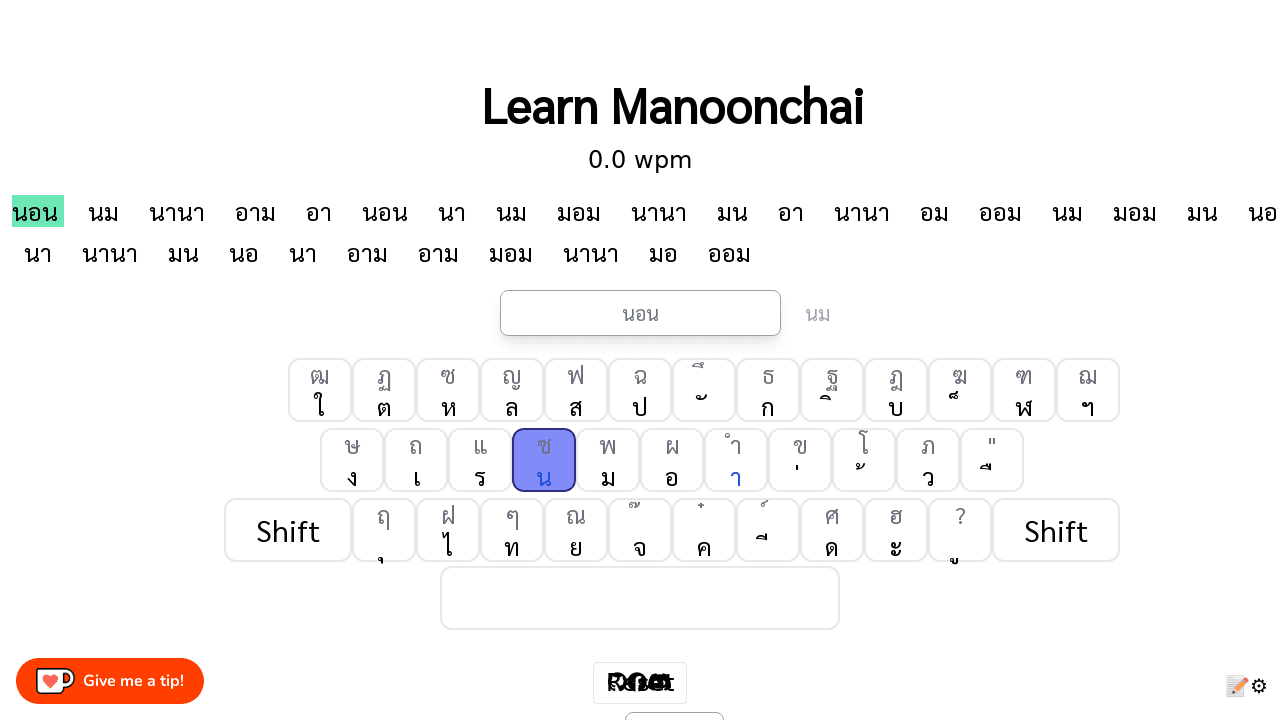 Learn Manoonchai
0.0 wpm
นอน นม นานา อาม อา นอน นา นม มอม นานา มน อา นานา อม ออม นม มอม มน นอ
นา นานา มน นอ นา อาม อาม มอม นานา มอ ออม
นอน นม
ฒ ฏ ซ ญ ฟ ฉ ึ ธ ฐ ฎ ฆ ฑ ฌ
ใ ต ห ล ส ป ั ก ิ บ ็ ฬ ฯ
ษ ถ แ ช พ ผ ำ ข โ ภ "
ง เ ร น ม อ า ่ ้ ว ื
Shift ฤ ฝ ๆ ณ ๊ ๋ ์ ศ ฮ ? Shift
ุ ไ ท ย จ ค ี ด ะ ู
Give me a tip!